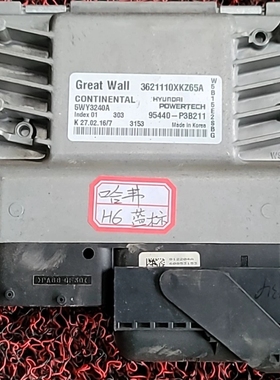 Great Wall 3621110XKZ65A
CONTINENTAL HYUNDAI
5WY3240A POWERTECH
Index 01 303 95440-P3B211
K 27.02.16/7 3153 Made in Korea
哈弗
H6 蓝标